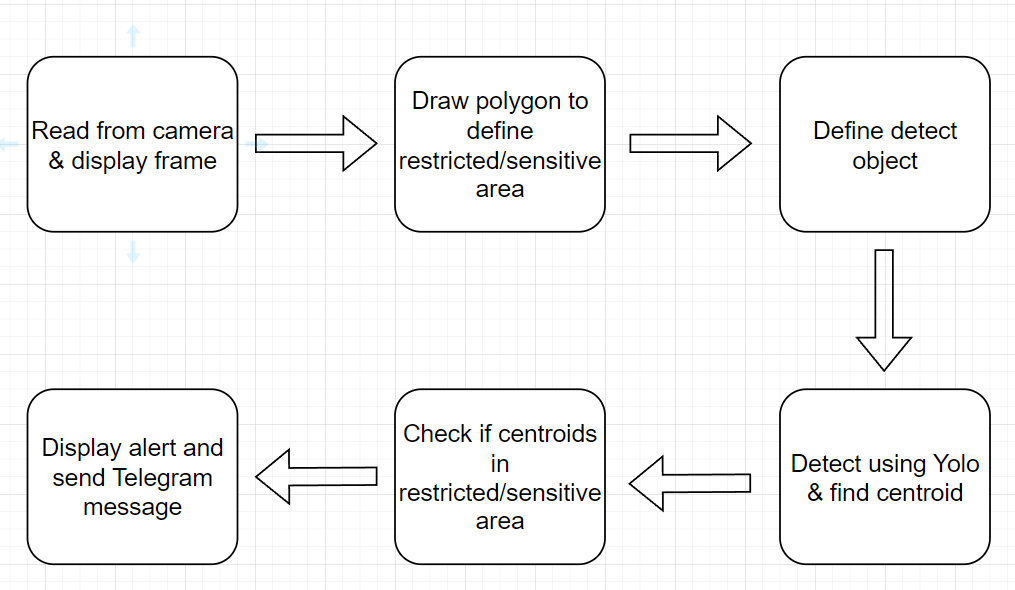 Read from camera
& display frame
Draw polygon to
define
restricted/sensitive
area
Define detect
object
Detect using Yolo
& find centroid
Check if centroids
in
restricted/sensitive
area
Display alert and
send Telegram
message